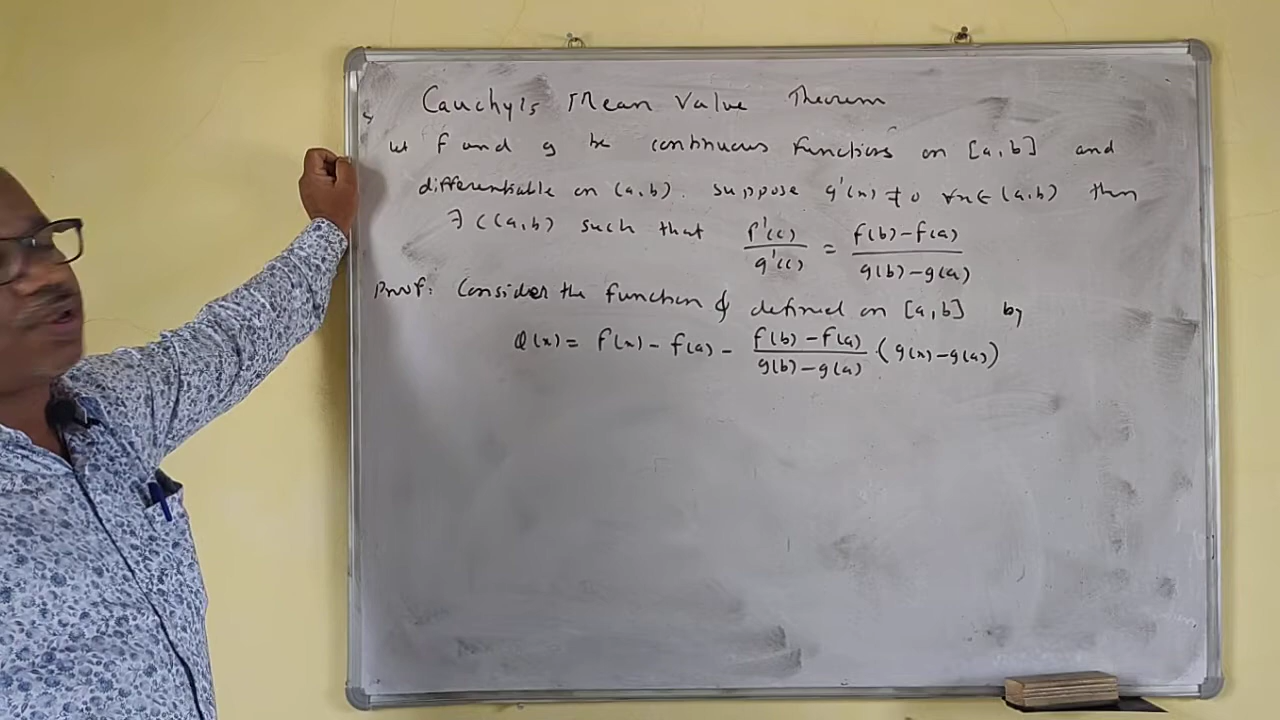 Cauchy's Mean Value Theorem
Let f and g be continuous functions on [a,b] and
differentiable on (a,b). Suppose g'(x) ≠ 0 ∀x∈(a,b) then
∃ c(a,b) such that f'(c)/g'(c) = f(b)-f(a)/g(b)-g(a)
Proof: Consider the function φ defined on [a,b] by
φ(x) = f(x) - f(a) - f(b)-f(a)/g(b)-g(a) · (g(x)-g(a))